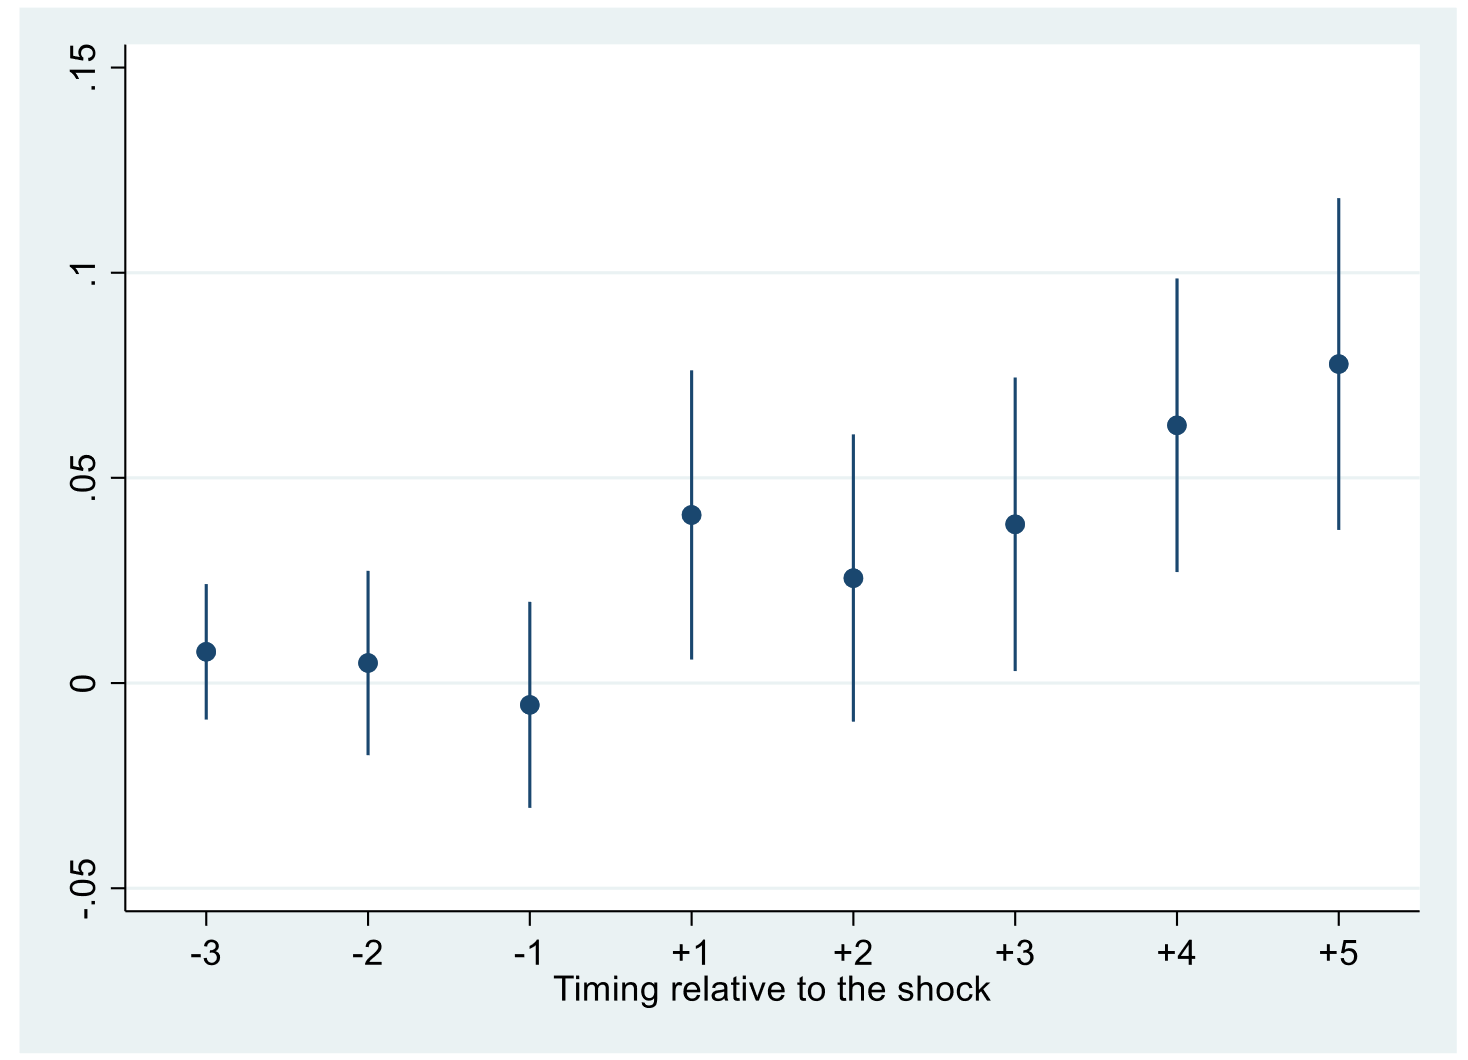 .15
.1
.05
0
-.05
-3 -2 -1 +1 +2 +3 +4 +5
Timing relative to the shock